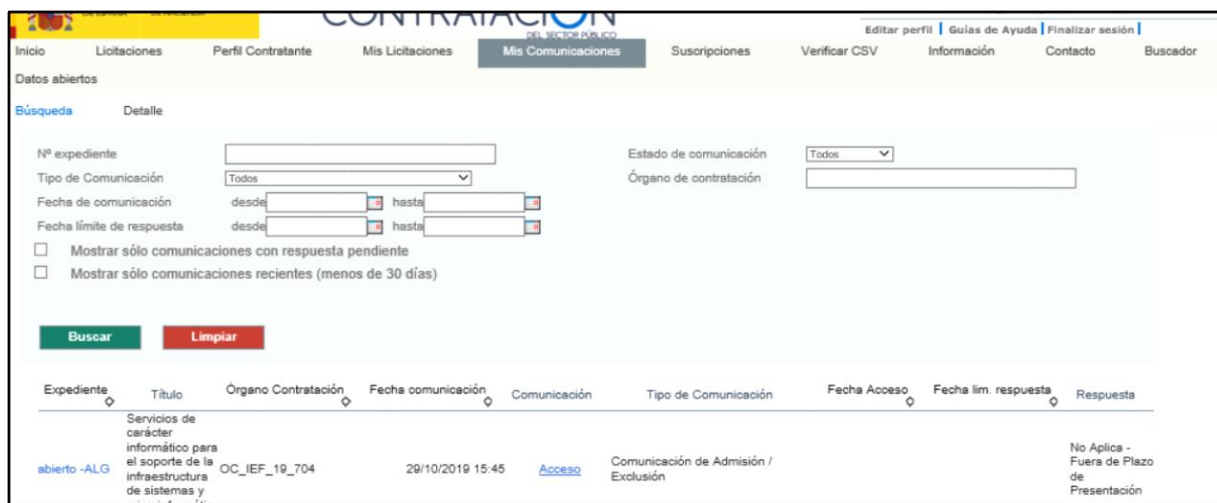 DE ESPAÑA DE HACIENDA
CONTRATACIÓN
DEL SECTOR PÚBLICO
Editar perfil | Guías de Ayuda | Finalizar sesión |
Inicio Licitaciones Perfil Contratante Mis Licitaciones Mis Comunicaciones Suscripciones Verificar CSV Información Contacto Buscador
Datos abiertos
Búsqueda Detalle
Nº expediente Estado de comunicación Todos
Tipo de Comunicación Todos Órgano de contratación
Fecha de comunicación desde hasta
Fecha límite de respuesta desde hasta
Mostrar sólo comunicaciones con respuesta pendiente
Mostrar sólo comunicaciones recientes (menos de 30 días)
Buscar Limpiar
Expediente Título Órgano Contratación Fecha comunicación Comunicación Tipo de Comunicación Fecha Acceso Fecha lim. respuesta Respuesta
abierto -ALG
Servicios de
carácter
informático para
el soporte de la
infraestructura
de sistemas y
OC_IEF_19_704
29/10/2019 15:45
Acceso
Comunicación de Admisión /
Exclusión
No Aplica -
Fuera de Plazo
de
Presentación